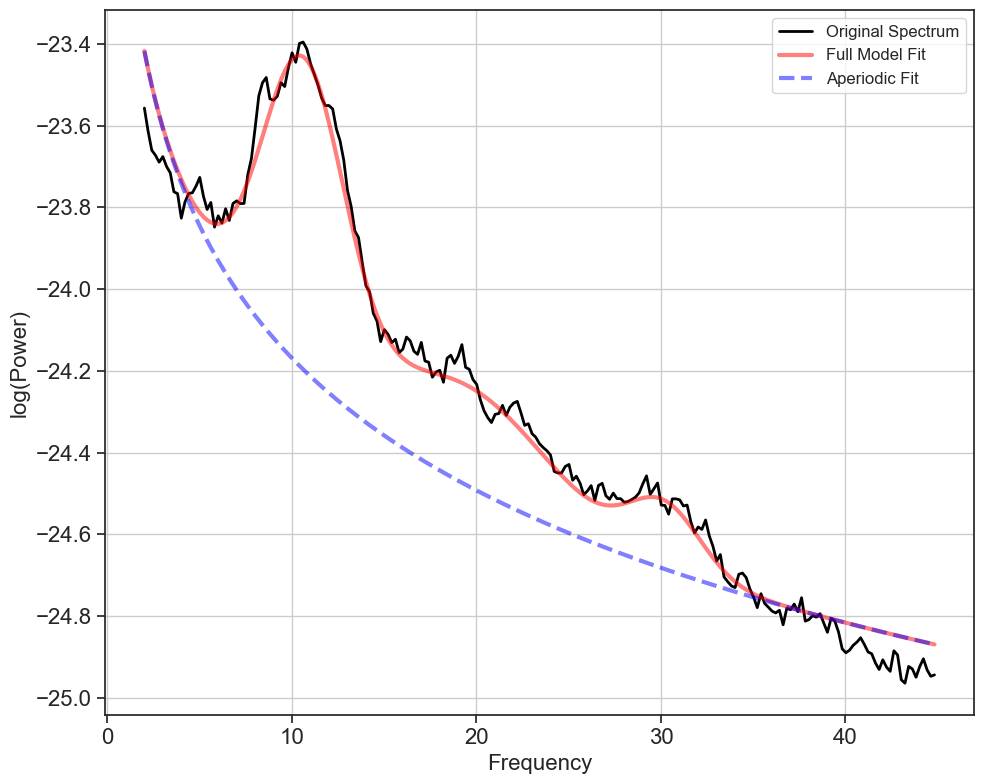 Original Spectrum
Full Model Fit
Aperiodic Fit
log(Power)
−23.4
−23.6
−23.8
−24.0
−24.2
−24.4
−24.6
−24.8
−25.0
0 10 20 30 40
Frequency